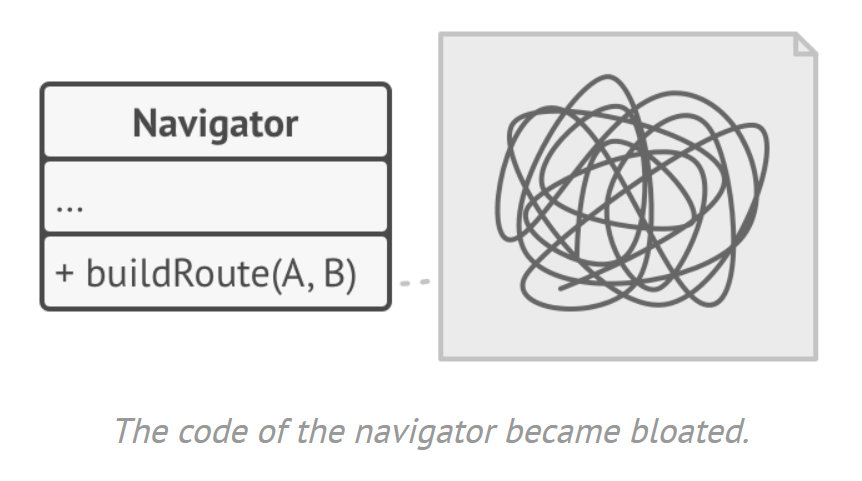 Navigator
...
+ buildRoute(A, B)
The code of the navigator became bloated.